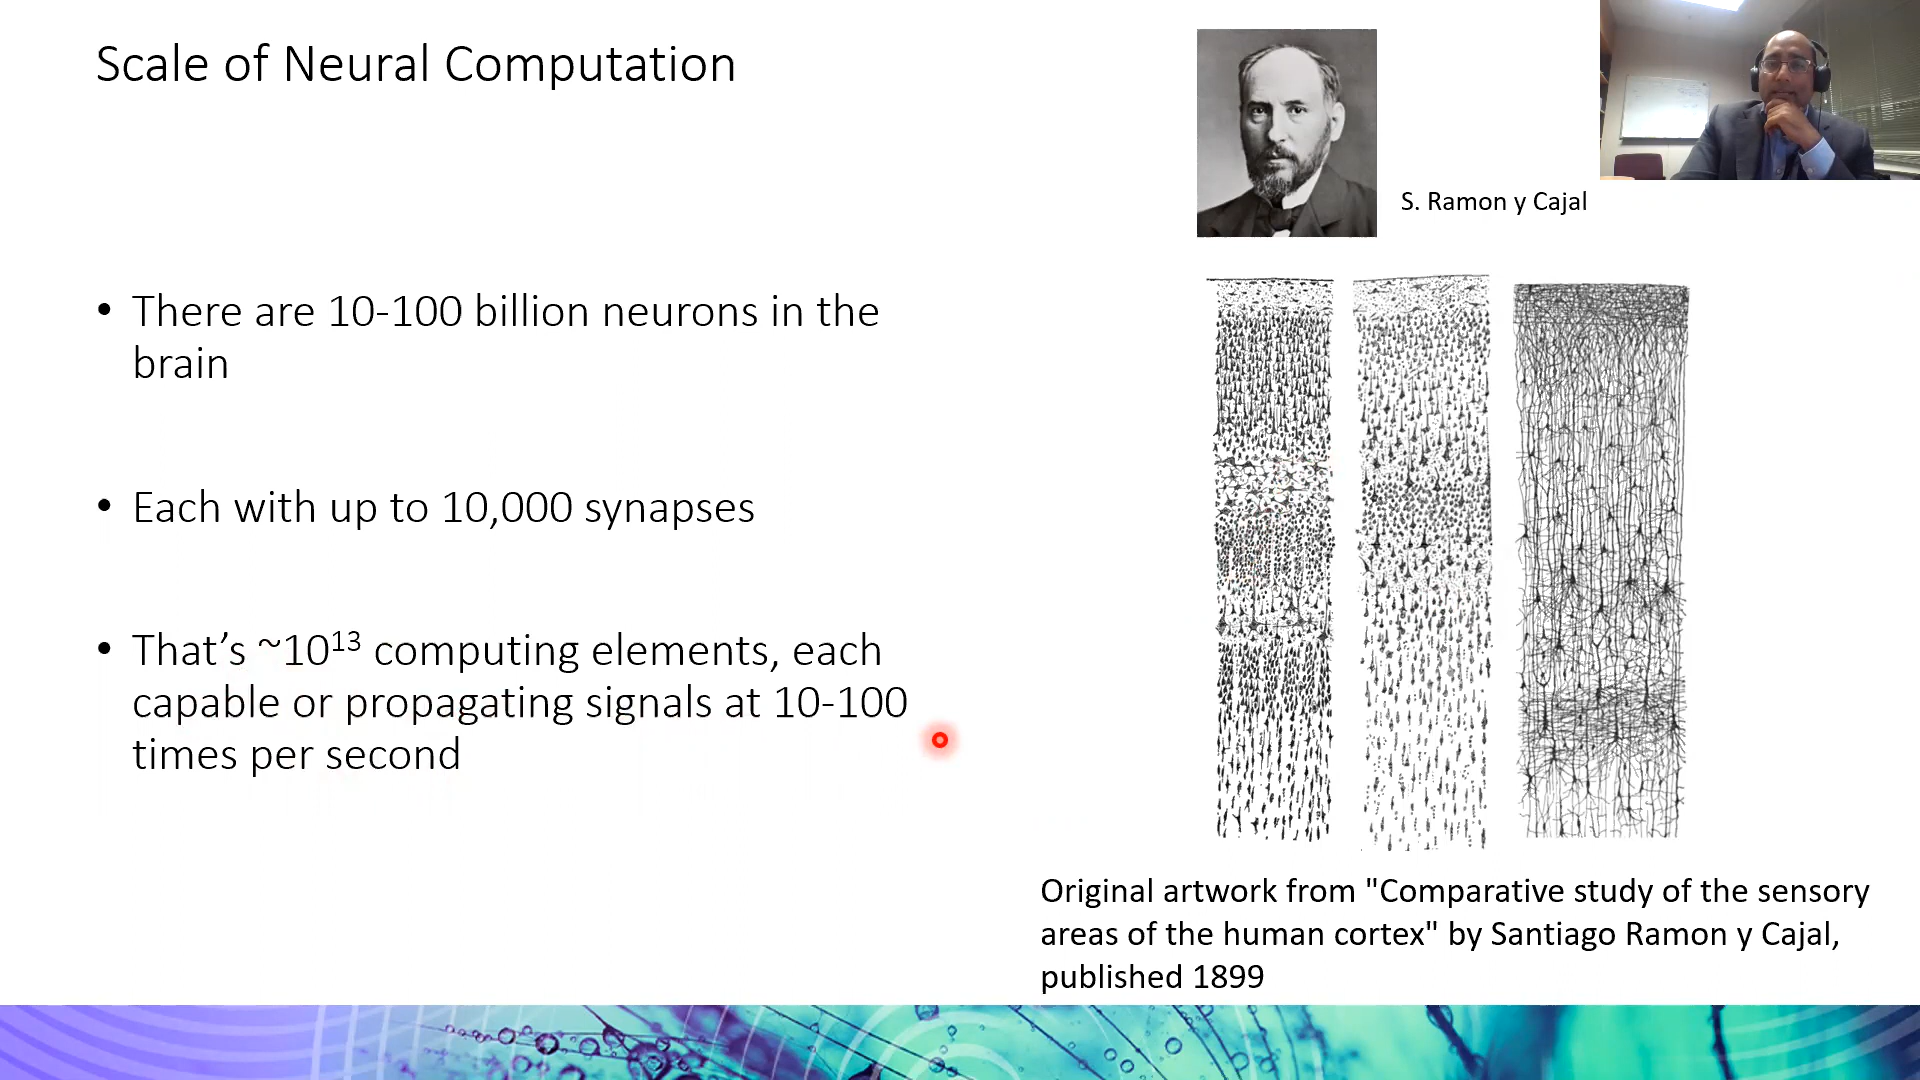 Scale of Neural Computation
S. Ramon y Cajal
• There are 10-100 billion neurons in the
brain
• Each with up to 10,000 synapses
• That’s ~10¹³ computing elements, each
capable or propagating signals at 10-100
times per second
Original artwork from "Comparative study of the sensory
areas of the human cortex" by Santiago Ramon y Cajal,
published 1899